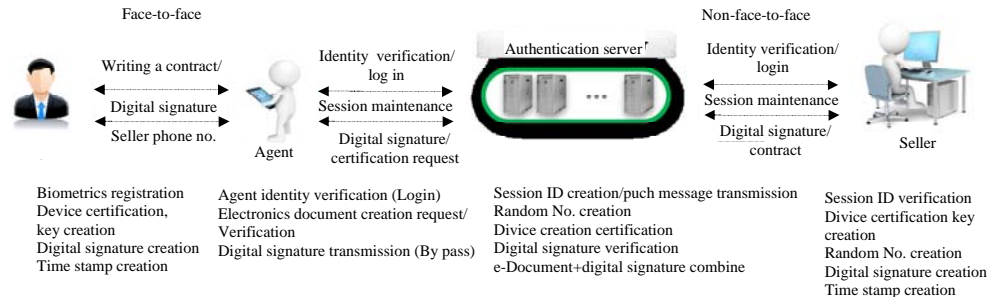 Face-to-face
Non-face-to-face
Writing a contract/
Digital signature
Seller phone no.
Agent
Identity verification/
log in
Session maintenance
Digital signature/
certification request
Authentication server
Identity verification/
login
Session maintenance
Digital signature/
contract
Seller
Biometrics registration
Device certification,
key creation
Digital signature creation
Time stamp creation
Agent identity verification (Login)
Electronics document creation request/
Verification
Digital signature transmission (By pass)
Session ID creation/puch message transmission
Random No. creation
Divice creation certification
Digital signature verification
e-Document+digital signature combine
Session ID verification
Divice certification key
creation
Random No. creation
Digital signature creation
Time stamp creation